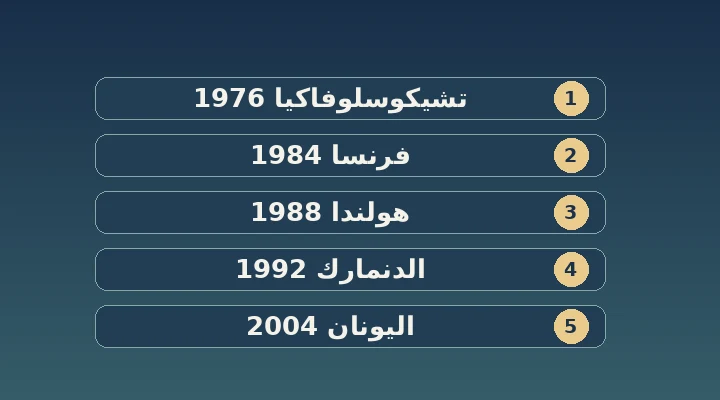 1 تشيكوسلوفاكيا 1976
2 فرنسا 1984
3 هولندا 1988
4 الدنمارك 1992
5 اليونان 2004